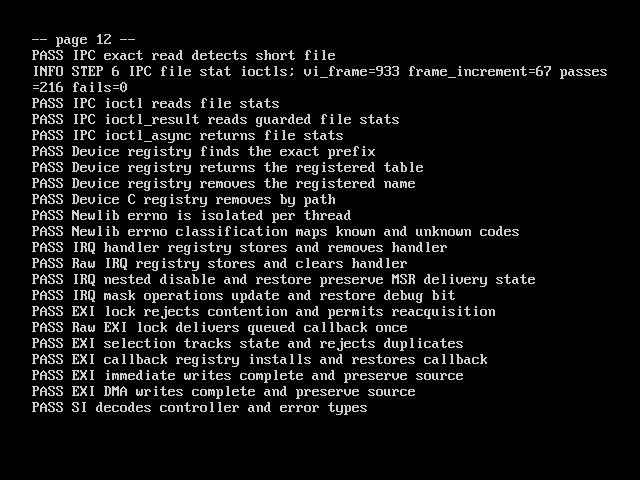 -- page 12 --
PASS IPC exact read detects short file
INFO STEP 6 IPC file stat ioctls; vi_frame=933 frame_increment=67 passes
=216 fails=0
PASS IPC ioctl reads file stats
PASS IPC ioctl_result reads guarded file stats
PASS IPC ioctl_async returns file stats
PASS Device registry finds the exact prefix
PASS Device registry returns the registered table
PASS Device registry removes the registered name
PASS Device C registry removes by path
PASS Newlib errno is isolated per thread
PASS Newlib errno classification maps known and unknown codes
PASS IRQ handler registry stores and removes handler
PASS Raw IRQ registry stores and clears handler
PASS IRQ nested disable and restore preserve MSR delivery state
PASS IRQ mask operations update and restore debug bit
PASS EXI lock rejects contention and permits reacquisition
PASS Raw EXI lock delivers queued callback once
PASS EXI selection tracks state and rejects duplicates
PASS EXI callback registry installs and restores callback
PASS EXI immediate writes complete and preserve source
PASS EXI DMA writes complete and preserve source
PASS SI decodes controller and error types